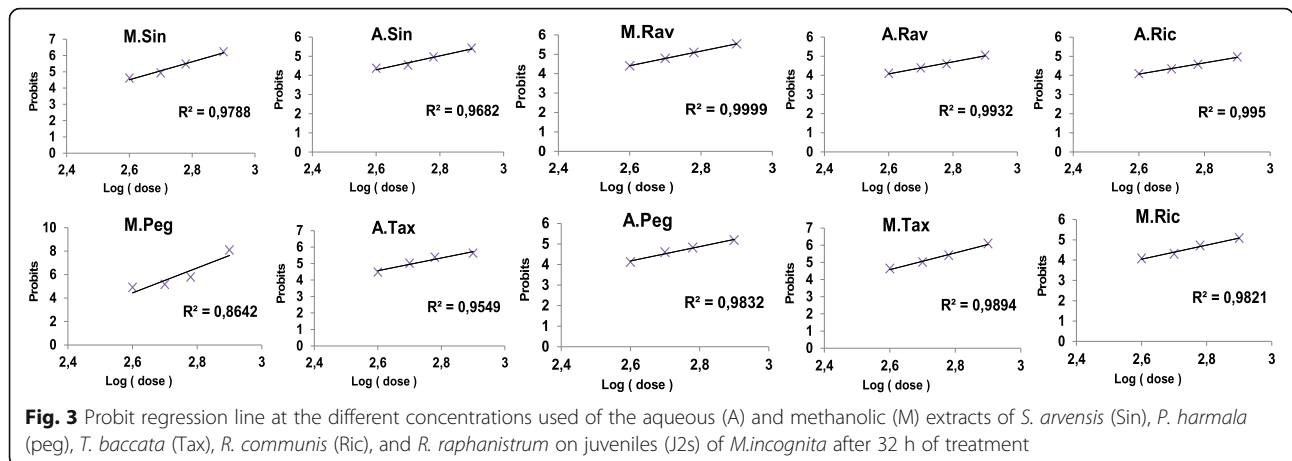 M.Sin
7
6
5
4
3
2
1
0
Probits
R² = 0,9788
2,4 2,6 2,8 3
Log ( dose )
A.Sin
6
5
4
3
2
1
0
Probits
R² = 0,9682
2,4 2,6 2,8 3
Log ( dose )
M.Rav
6
5
4
3
2
1
0
Probits
R² = 0,9999
2,4 2,6 2,8 3
Log ( dose )
A.Rav
6
5
4
3
2
1
0
Probits
R² = 0,9932
2,4 2,6 2,8 3
Log ( dose )
A.Ric
6
5
4
3
2
1
0
Probits
R² = 0,995
2,4 2,6 2,8 3
Log ( dose )
M.Peg
10
8
6
4
2
0
Probits
R² = 0,8642
2,4 2,6 2,8 3
Log ( dose )
A.Tax
7
6
5
4
3
2
1
0
Probits
R² = 0,9549
2,4 2,6 2,8 3
Log ( dose )
A.Peg
6
5
4
3
2
1
0
Probits
R² = 0,9832
2,4 2,6 2,8 3
Log ( dose )
M.Tax
7
6
5
4
3
2
1
0
Probits
R² = 0,9894
2,4 2,6 2,8 3
Log ( dose )
M.Ric
6
5
4
3
2
1
0
Probits
R² = 0,9821
2,4 2,6 2,8 3
Log ( dose )
Fig. 3 Probit regression line at the different concentrations used of the aqueous (A) and methanolic (M) extracts of S. arvensis (Sin), P. harmala
(peg), T. baccata (Tax), R. communis (Ric), and R. raphanistrum on juveniles (J2s) of M.incognita after 32 h of treatment